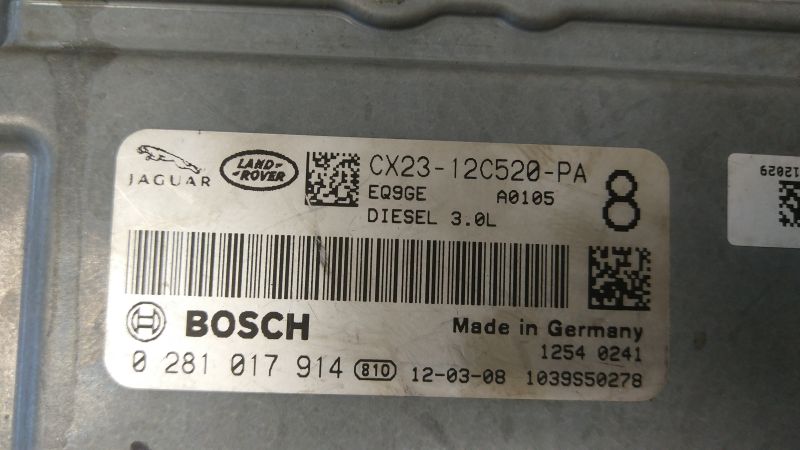 JAGUAR
LAND-
ROVER
CX23-12C520-PA
EQ9GE A0105
DIESEL 3.0L
8
BOSCH
Made in Germany
1254 0241
0 281 017 914 810 12-03-08 1039S50278
120029